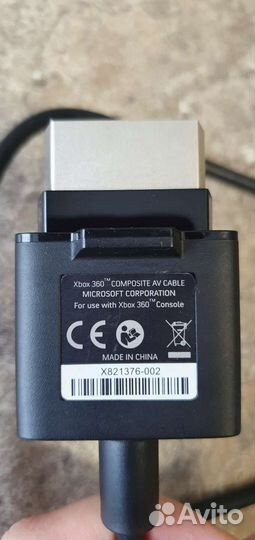 Xbox 360™ COMPOSITE AV CABLE
MICROSOFT CORPORATION
For use with Xbox 360™ Console
CE
MADE IN CHINA
X821376-002
Avito